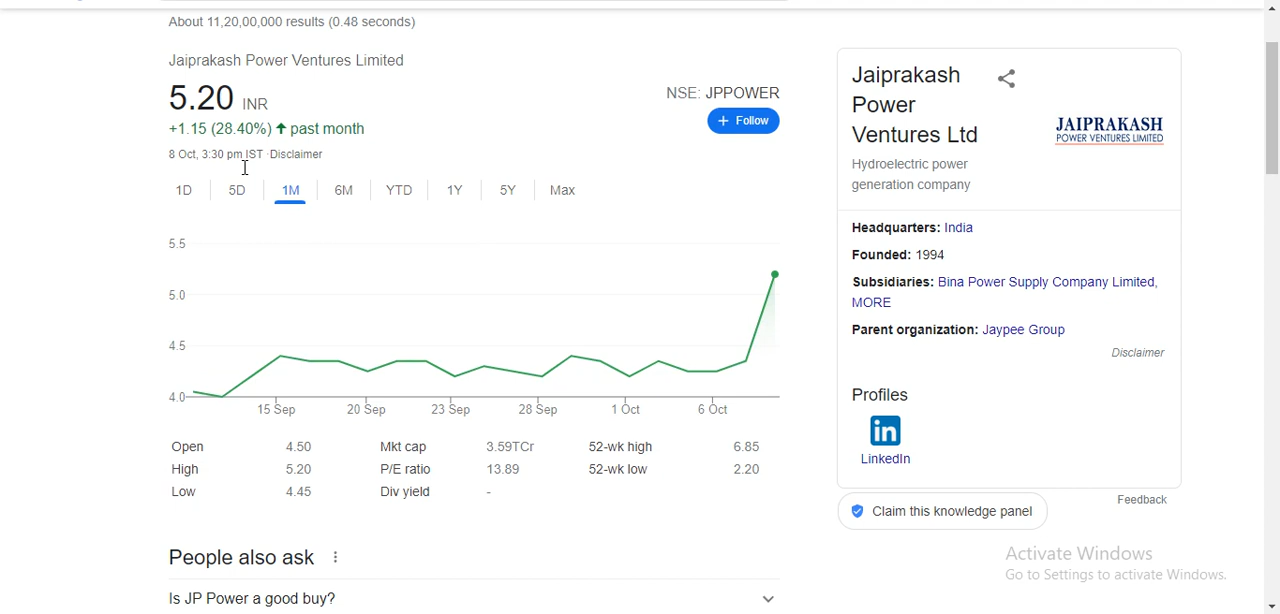 About 11,20,00,000 results (0.48 seconds)
Jaiprakash Power Ventures Limited
5.20 INR
NSE: JPPOWER
+ Follow
+1.15 (28.40%) ↑ past month
8 Oct, 3:30 pm IST · Disclaimer
1D 5D 1M 6M YTD 1Y 5Y Max
5.5
5.0
4.5
4.0
15 Sep 20 Sep 23 Sep 28 Sep 1 Oct 6 Oct
Open 4.50 Mkt cap 3.59TCr 52-wk high 6.85
High 5.20 P/E ratio 13.89 52-wk low 2.20
Low 4.45 Div yield -
People also ask
Is JP Power a good buy?
Jaiprakash
Power
Ventures Ltd
JAIPRAKASH
POWER VENTURES LIMITED
Hydroelectric power
generation company
Headquarters: India
Founded: 1994
Subsidiaries: Bina Power Supply Company Limited,
MORE
Parent organization: Jaypee Group
Disclaimer
Profiles
in
LinkedIn
Feedback
Claim this knowledge panel
Activate Windows
Go to Settings to activate Windows.